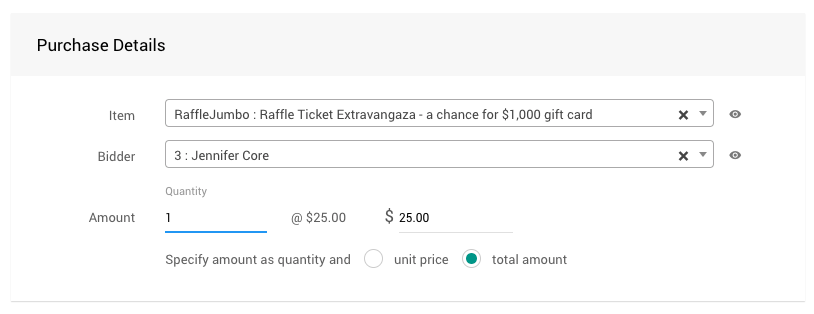 Purchase Details
Item RaffleJumbo : Raffle Ticket Extravangaza - a chance for $1,000 gift card
Bidder 3 : Jennifer Core
Quantity
Amount 1 @ $25.00 $ 25.00
Specify amount as quantity and unit price total amount